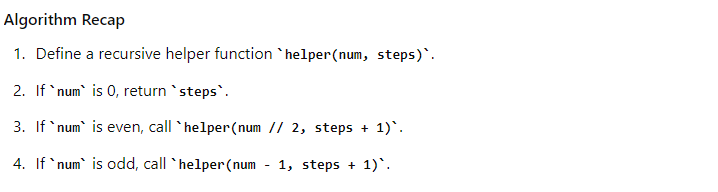 Algorithm Recap
1. Define a recursive helper function `helper(num, steps)`.
2. If `num` is 0, return `steps`.
3. If `num` is even, call `helper(num // 2, steps + 1)`.
4. If `num` is odd, call `helper(num - 1, steps + 1)`.